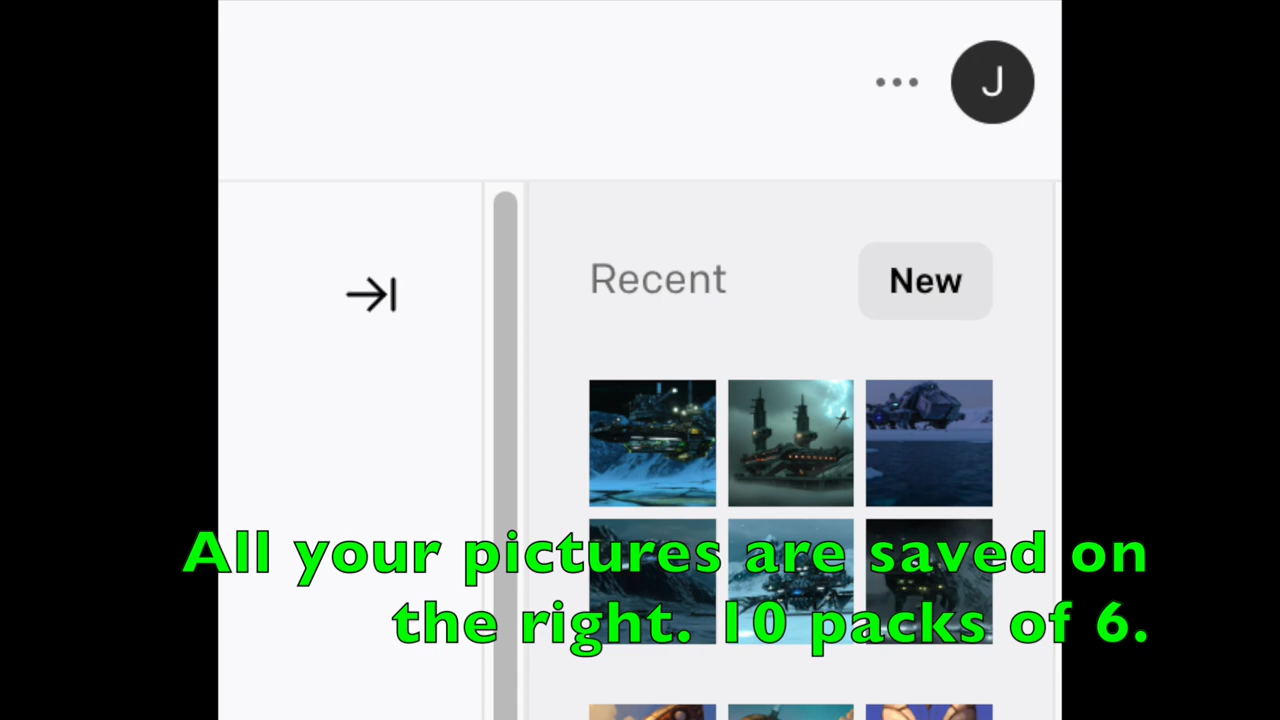 J
Recent
New
All your pictures are saved on
the right. 10 packs of 6.